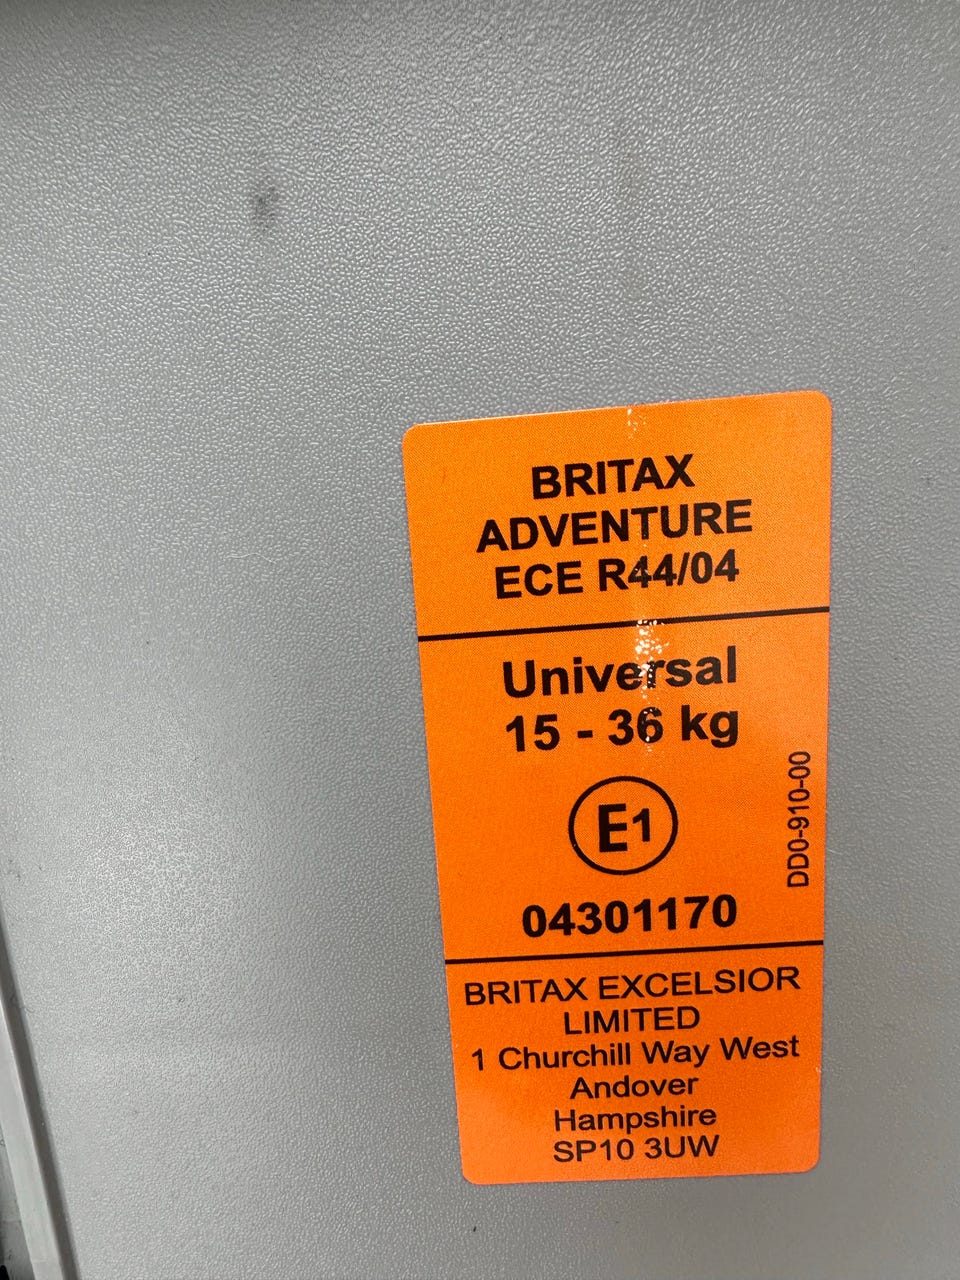 BRITAX
ADVENTURE
ECE R44/04
Universal
15 - 36 kg
E1
04301170
DD0-910-00
BRITAX EXCELSIOR
LIMITED
1 Churchill Way West
Andover
Hampshire
SP10 3UW